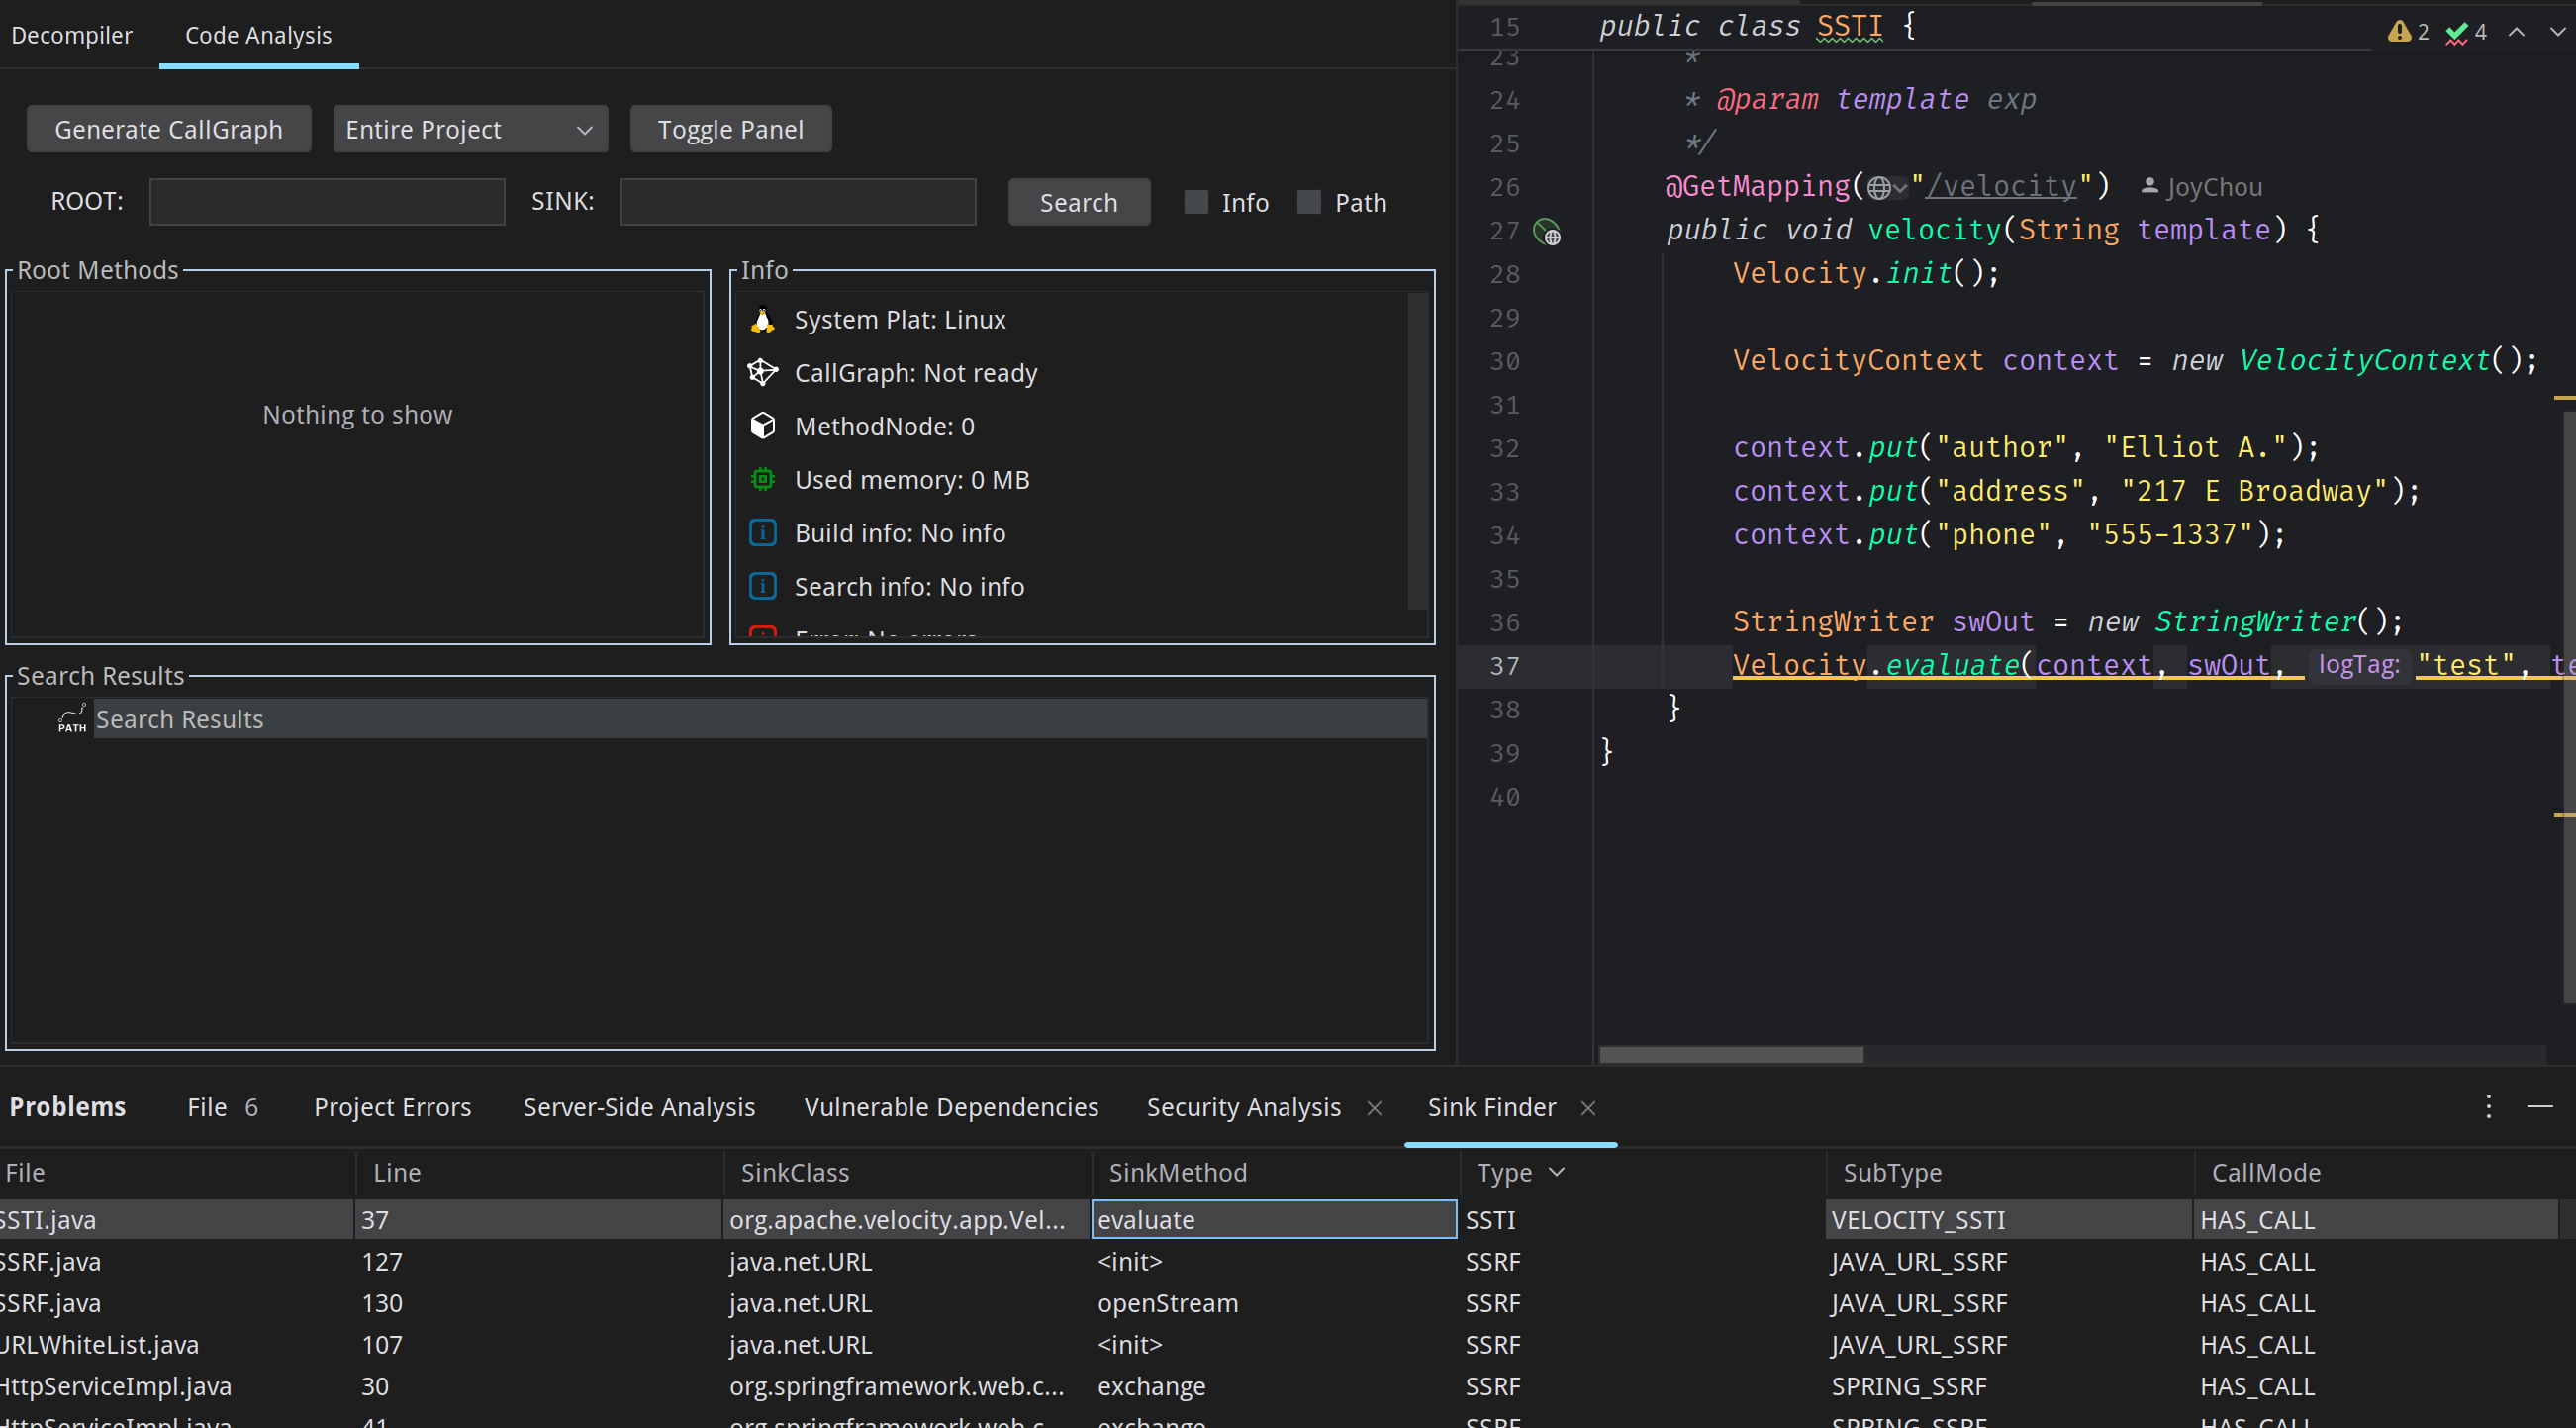 Decompiler Code Analysis
Generate CallGraph Entire Project Toggle Panel
ROOT: SINK: Search Info Path
Root Methods
Nothing to show
Info
System Plat: Linux
CallGraph: Not ready
MethodNode: 0
Used memory: 0 MB
Build info: No info
Search info: No info
Error: No errors
Search Results
PATH Search Results
15 public class SSTI {
2 4
23 *
24 * @param template exp
25 */
26 @GetMapping("/velocity") JoyChou
27 public void velocity(String template) {
28 Velocity.init();
29
30 VelocityContext context = new VelocityContext();
31
32 context.put("author", "Elliot A.");
33 context.put("address", "217 E Broadway");
34 context.put("phone", "555-1337");
35
36 StringWriter swOut = new StringWriter();
37 Velocity.evaluate(context, swOut, logTag: "test", te
38 }
39 }
40
Problems File 6 Project Errors Server-Side Analysis Vulnerable Dependencies Security Analysis Sink Finder
File Line SinkClass SinkMethod Type SubType CallMode
SSTI.java 37 org.apache.velocity.app.Vel... evaluate SSTI VELOCITY_SSTI HAS_CALL
SSRF.java 127 java.net.URL <init> SSRF JAVA_URL_SSRF HAS_CALL
SSRF.java 130 java.net.URL openStream SSRF JAVA_URL_SSRF HAS_CALL
URLWhiteList.java 107 java.net.URL <init> SSRF JAVA_URL_SSRF HAS_CALL
HttpServiceImpl.java 30 org.springframework.web.c... exchange SSRF SPRING_SSRF HAS_CALL
HttpServiceImpl.java 41 org.springframework.web.c... exchange SSRF SPRING_SSRF HAS_CALL